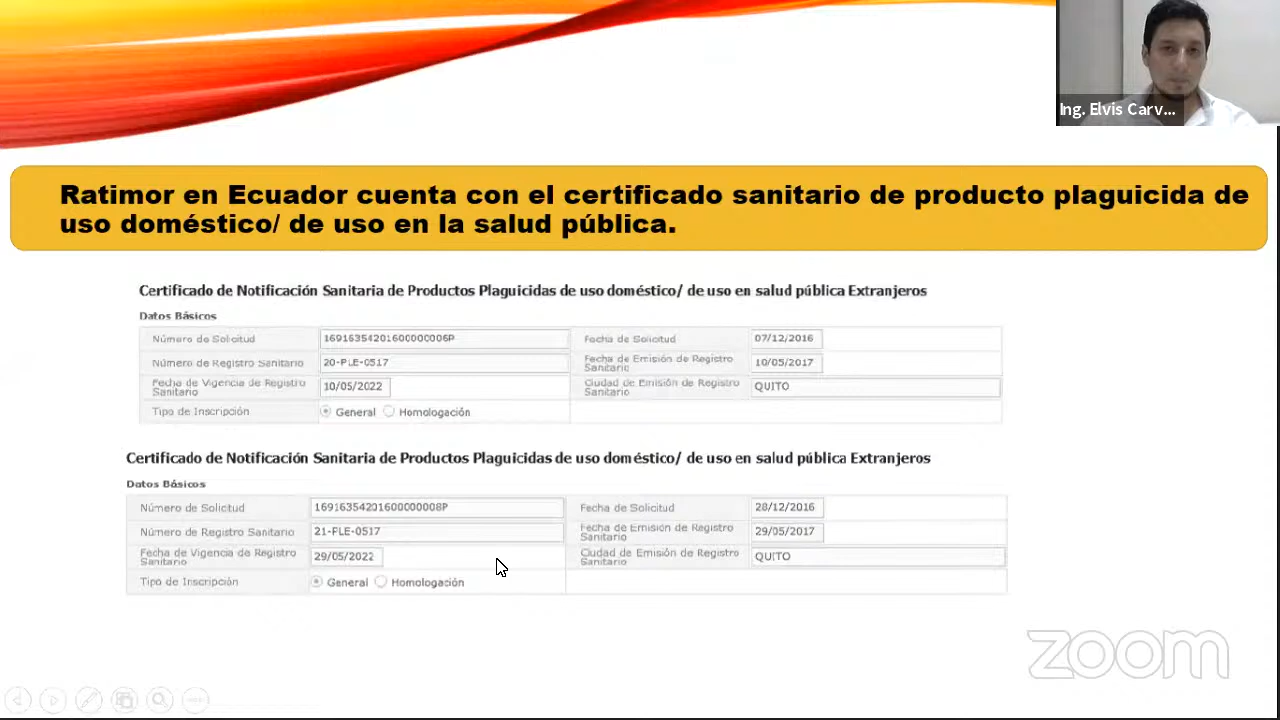 Ing. Elvis Carv...
Ratimor en Ecuador cuenta con el certificado sanitario de producto plaguicida de
uso doméstico/ de uso en la salud pública.
Certificado de Notificación Sanitaria de Productos Plaguicidas de uso doméstico/ de uso en salud pública Extranjeros
Datos Básicos
Número de Solicitud 16916354201600000006P Fecha de Solicitud 07/12/2016
Número de Registro Sanitario 20-PLE-0517 Fecha de Emisión de Registro Sanitario 10/05/2017
Fecha de Vigencia de Registro Sanitario 10/05/2022 Ciudad de Emisión de Registro Sanitario QUITO
Tipo de Inscripción General Homologación
Certificado de Notificación Sanitaria de Productos Plaguicidas de uso doméstico/ de uso en salud pública Extranjeros
Datos Básicos
Número de Solicitud 16916354201600000008P Fecha de Solicitud 28/12/2016
Número de Registro Sanitario 21-PLE-0517 Fecha de Emisión de Registro Sanitario 29/05/2017
Fecha de Vigencia de Registro Sanitario 29/05/2022 Ciudad de Emisión de Registro Sanitario QUITO
Tipo de Inscripción General Homologación
zoom